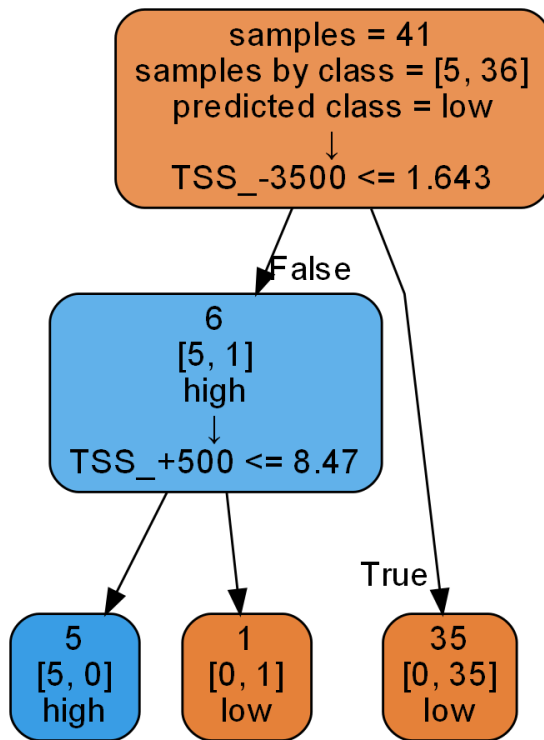 samples = 41
samples by class = [5, 36]
predicted class = low
↓
TSS_-3500 <= 1.643
False
6
[5, 1]
high
↓
TSS_+500 <= 8.47
True
5
[5, 0]
high
1
[0, 1]
low
35
[0, 35]
low